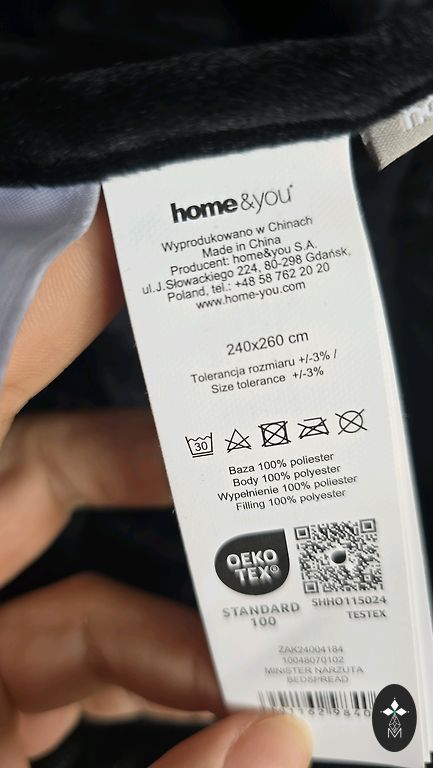 home&you
Wyprodukowano w Chinach
Made in China
Producent: home&you S.A.
ul.J.Słowackiego 224, 80-298 Gdańsk,
Poland, tel.: +48 58 762 20 20
www.home-you.com
240x260 cm
Tolerancja rozmiaru +/-3% /
Size tolerance +/-3%
30
Baza 100% poliester
Body 100% polyester
Wypełnienie 100% poliester
Filling 100% polyester
OEKO
TEX®
STANDARD
100
SHHO115024
TESTEX
ZAK24004184
10048070102
MINISTER NARZUTA
BEDSPREAD